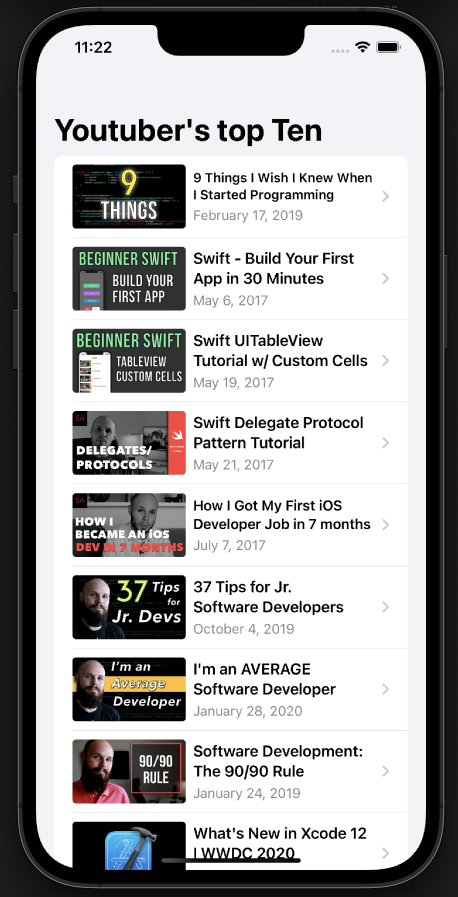 11:22
Youtuber's top Ten
9
THINGS
9 Things I Wish I Knew When
I Started Programming
February 17, 2019
BEGINNER SWIFT
BUILD YOUR
FIRST APP
Swift - Build Your First
App in 30 Minutes
May 6, 2017
BEGINNER SWIFT
TABLEVIEW
CUSTOM CELLS
Swift UITableView
Tutorial w/ Custom Cells
May 19, 2017
SA
DELEGATES/
PROTOCOLS
Swift Delegate Protocol
Pattern Tutorial
May 21, 2017
SA
HOW I
BECAME AN iOS
DEV IN 7 MONTHS
How I Got My First iOS
Developer Job in 7 months
July 7, 2017
37 Tips
for
Jr. Devs
37 Tips for Jr.
Software Developers
October 4, 2019
I'm an
Average
Developer
I'm an AVERAGE
Software Developer
January 28, 2020
90/90
RULE
Software Development:
The 90/90 Rule
January 24, 2019
What's New in Xcode 12
| WWDC 2020